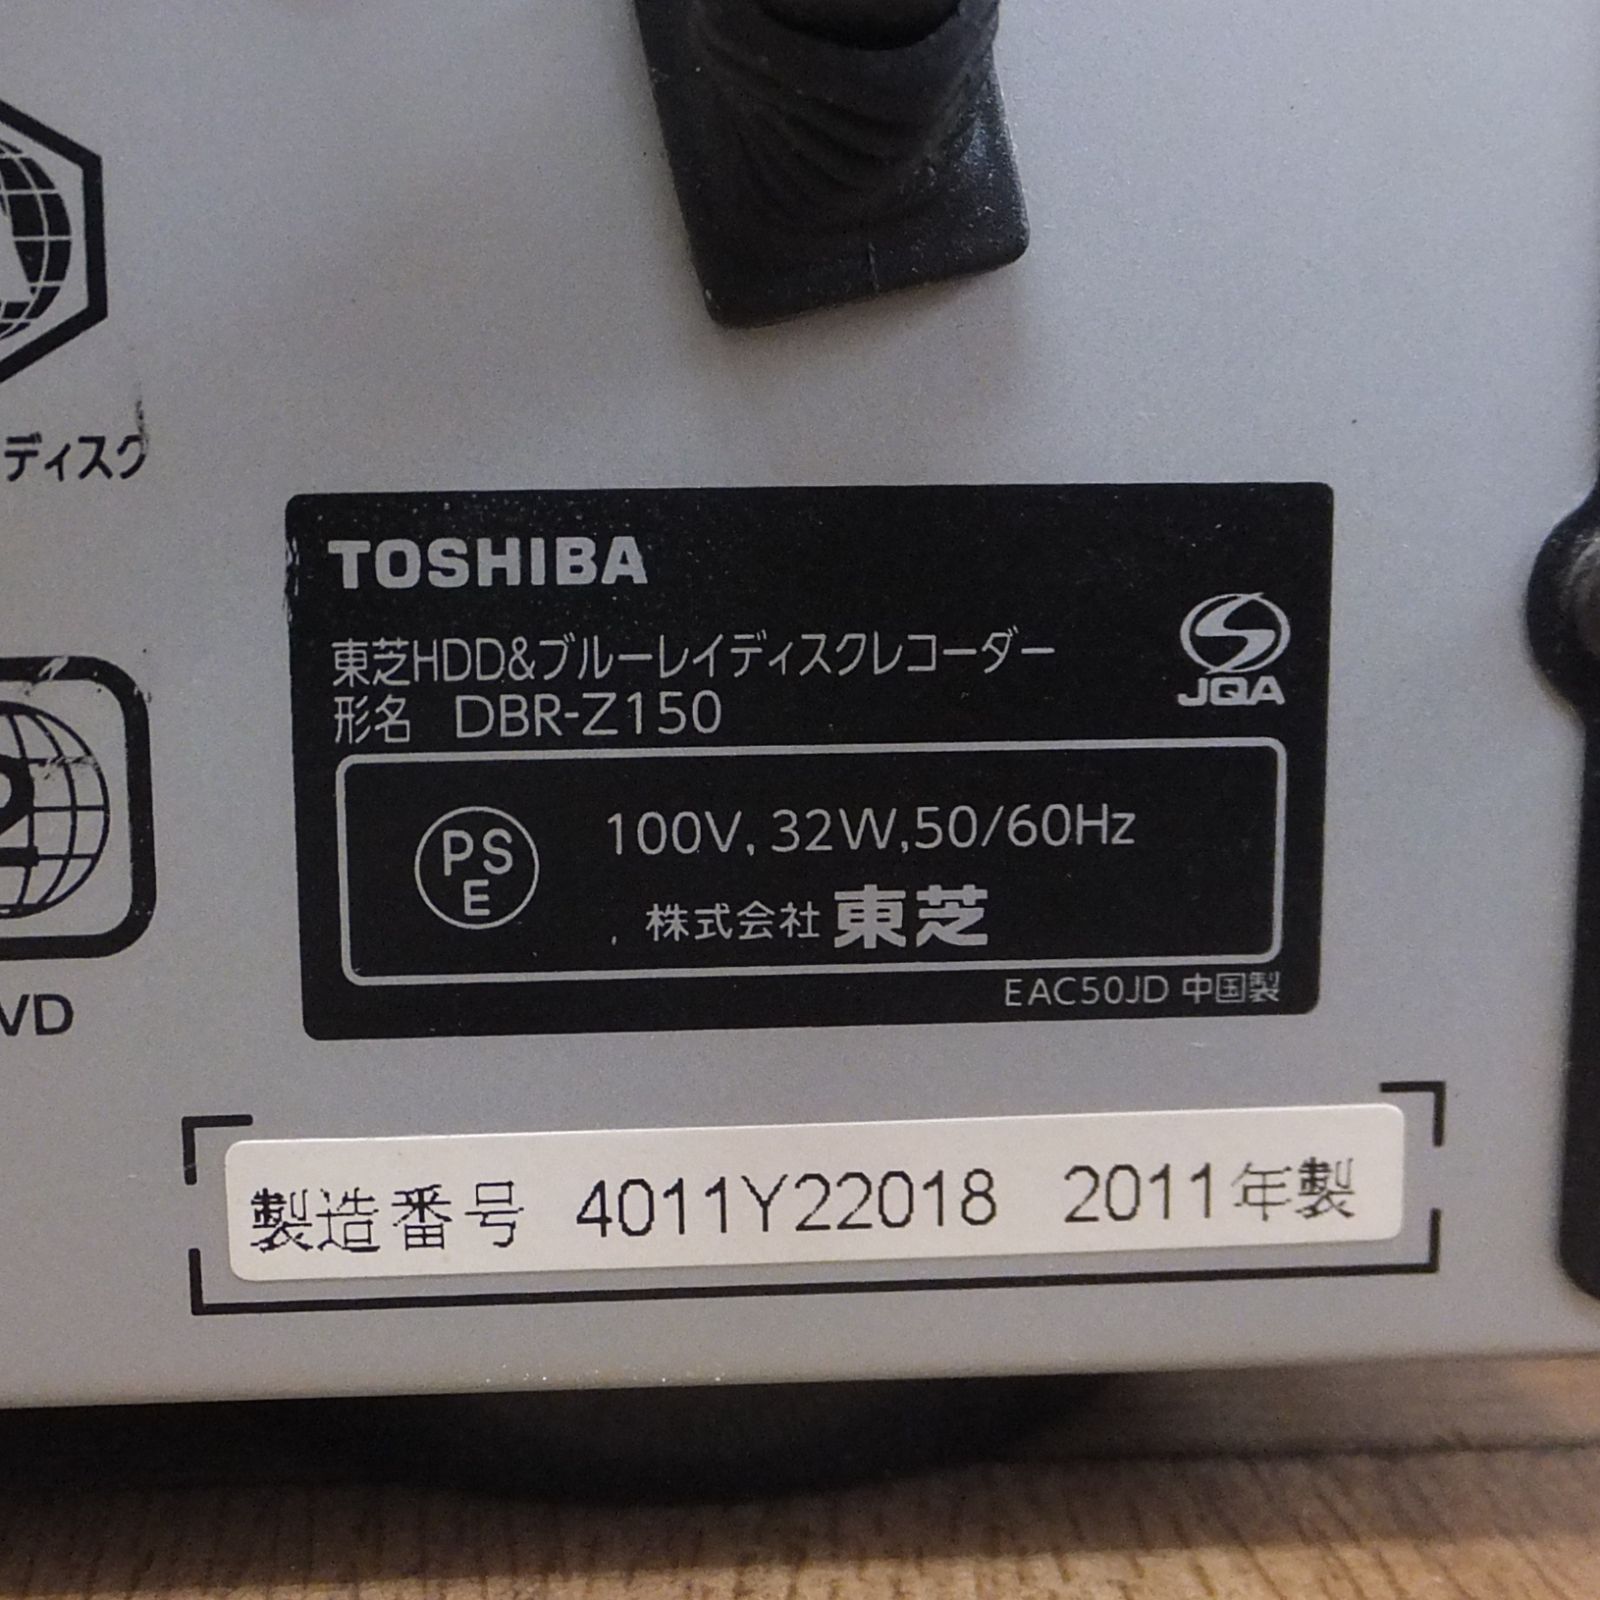 ディスク
TOSHIBA
東芝HDD&ブルーレイディスクレコーダー
形名 DBR-Z150
JQA
PS
E
100V, 32W, 50/60Hz
株式会社 東芝
EAC50JD 中国製
2
VD
製造番号 4011Y22018 2011年製